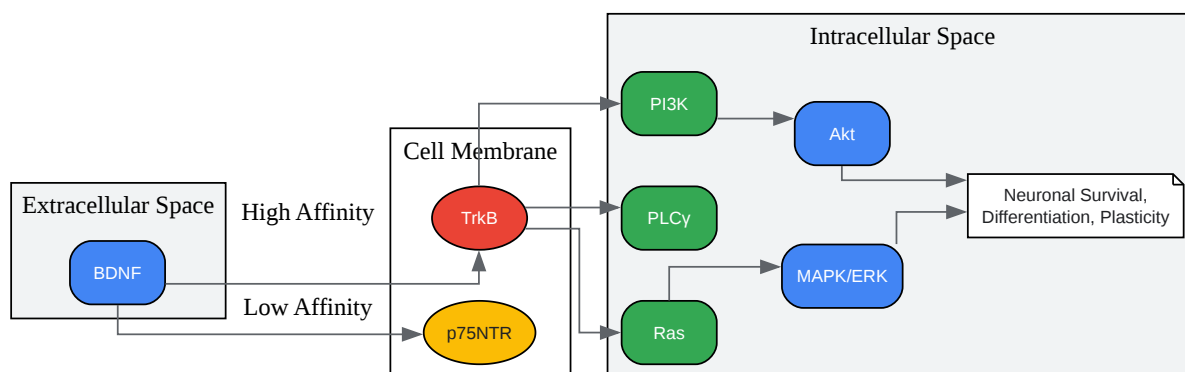 Extracellular Space
BDNF
High Affinity
Low Affinity
Cell Membrane
TrkB
p75NTR
Intracellular Space
PI3K
Akt
PLCγ
Ras
MAPK/ERK
Neuronal Survival,
Differentiation, Plasticity